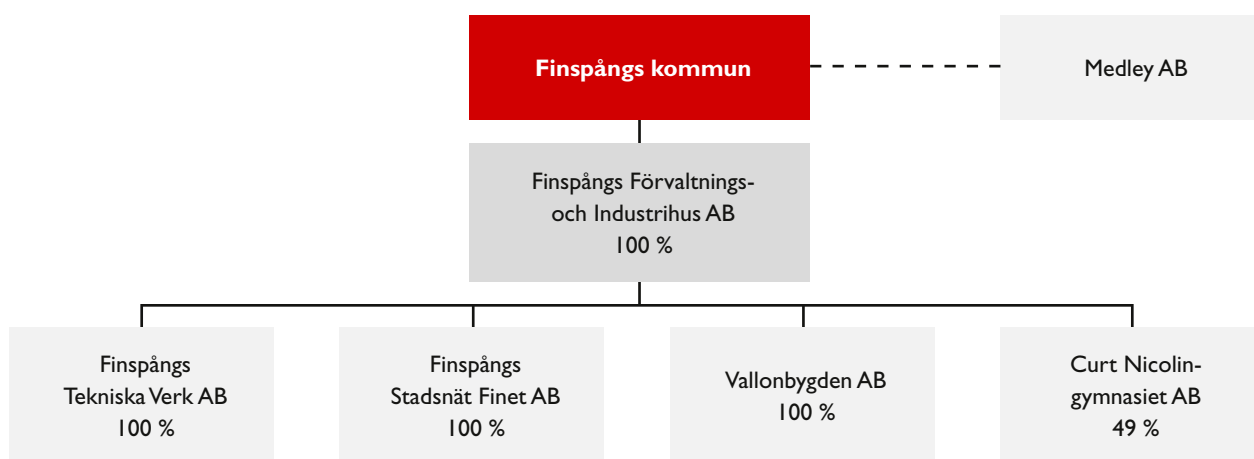 Finspångs kommun
Medley AB
Finspångs Förvaltnings-
och Industrihus AB
100 %
Finspångs
Tekniska Verk AB
100 %
Finspångs
Stadsnät Finet AB
100 %
Vallonbygden AB
100 %
Curt Nicolin-
gymnasiet AB
49 %